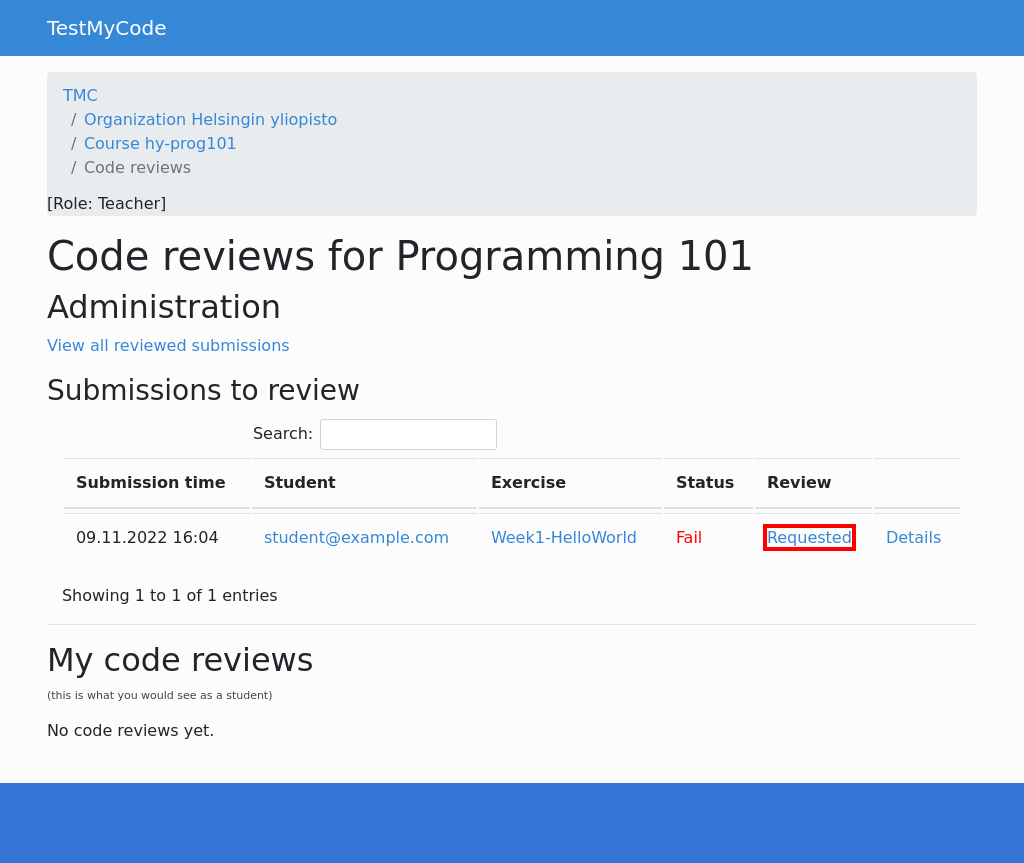 TestMyCode
TMC
/ Organization Helsingin yliopisto
/ Course hy-prog101
/ Code reviews
[Role: Teacher]
Code reviews for Programming 101
Administration
View all reviewed submissions
Submissions to review
Search:
Submission time Student Exercise Status Review
09.11.2022 16:04 student@example.com Week1-HelloWorld Fail Requested Details
Showing 1 to 1 of 1 entries
My code reviews
(this is what you would see as a student)
No code reviews yet.